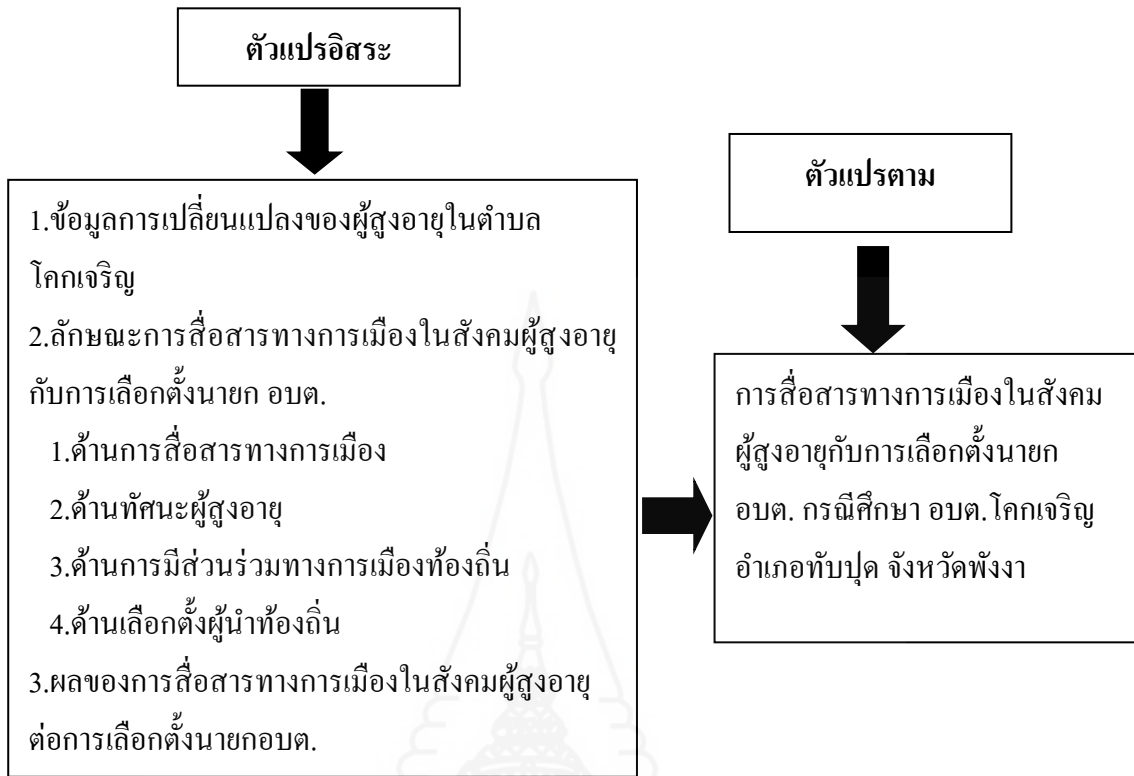 ตัวแปรอิสระ
1.ข้อมูลการเปลี่ยนแปลงของผู้สูงอายุในตำบล
โคกเจริญ
2.ลักษณะการสื่อสารทางการเมืองในสังคมผู้สูงอายุ
กับการเลือกตั้งนายก อบต.
1.ด้านการสื่อสารทางการเมือง
2.ด้านทัศนะผู้สูงอายุ
3.ด้านการมีส่วนร่วมทางการเมืองท้องถิ่น
4.ด้านเลือกตั้งผู้นำท้องถิ่น
3.ผลของการสื่อสารทางการเมืองในสังคมผู้สูงอายุ
ต่อการเลือกตั้งนายกอบต.
ตัวแปรตาม
การสื่อสารทางการเมืองในสังคม
ผู้สูงอายุกับการเลือกตั้งนายก
อบต. กรณีศึกษา อบต.โคกเจริญ
อำเภอทับปุด จังหวัดพังงา